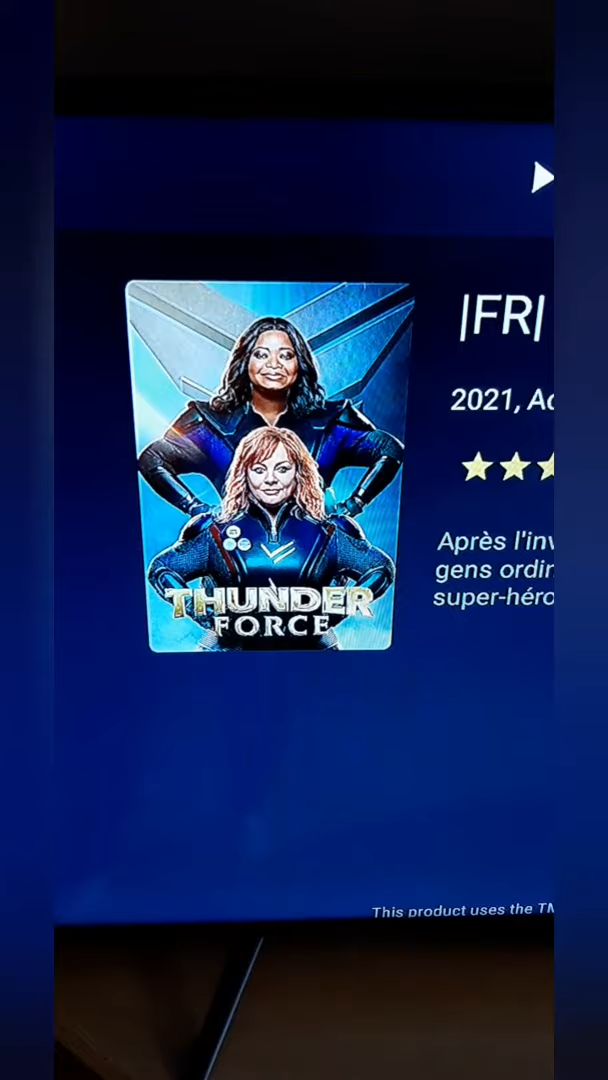 |FR|
2021, Ac
Après l'inv
gens ordin
super-héro
THUNDER
FORCE
This product uses the TM